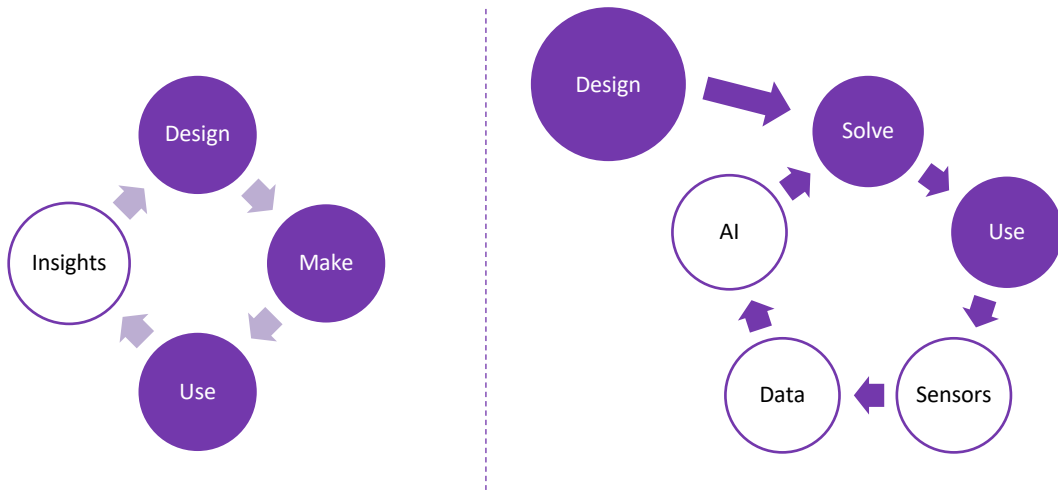 Design
Make
Use
Insights
Design
Solve
Use
Sensors
Data
AI